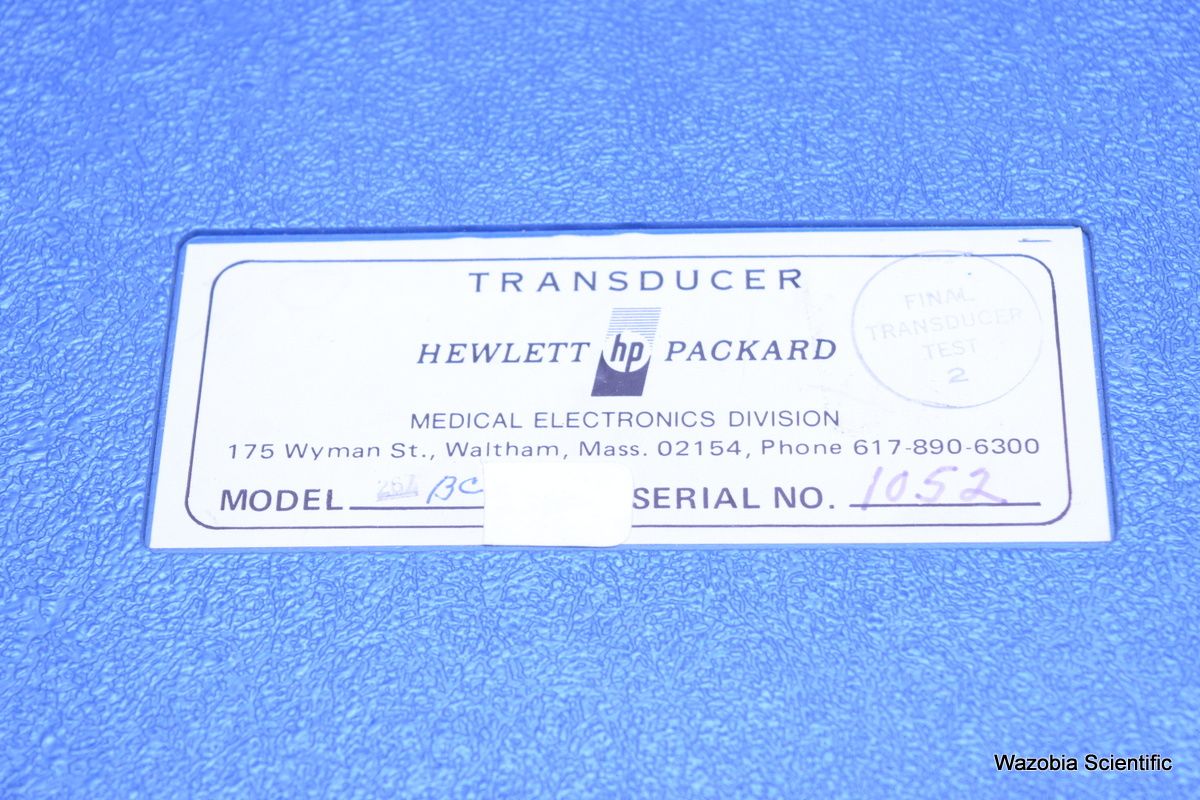 TRANSDUCER
HEWLETT hp PACKARD
MEDICAL ELECTRONICS DIVISION
175 Wyman St., Waltham, Mass. 02154, Phone 617-890-6300
MODEL BC
SERIAL NO. 1052
FINAL
TRANSDUCER
TEST
2
Wazobia Scientific